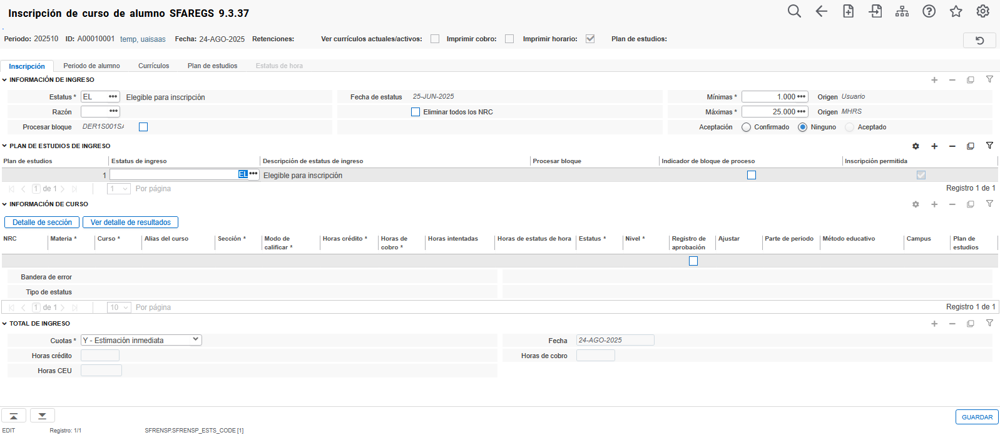 Inscripción de curso de alumno SFAREGS 9.3.37
Periodo: 202510 ID: A00010001 temp, uaisaas Fecha: 24-AGO-2025 Retenciones: Ver currículos actuales/activos: Imprimir cobro: Imprimir horario: Plan de estudios:
Inscripción Periodo de alumno Currículos Plan de estudios Estatus de hora
INFORMACIÓN DE INGRESO
Estatus * EL ••• Elegible para inscripción Fecha de estatus 25-JUN-2025 Mínimas * 1.000 ••• Origen Usuario
Razón ••• Eliminar todos los NRC Máximas * 25.000 ••• Origen MHRS
Procesar bloque DER1S001SA Aceptación Confirmado Ninguno Aceptado
PLAN DE ESTUDIOS DE INGRESO
Plan de estudios Estatus de ingreso Descripción de estatus de ingreso Procesar bloque Indicador de bloque de proceso Inscripción permitida
1 EL ••• Elegible para inscripción
1 de 1 1 Por página Registro 1 de 1
INFORMACIÓN DE CURSO
Detalle de sección Ver detalle de resultados
NRC Materia * Curso * Alias del curso Sección * Modo de calificar * Horas crédito * Horas de cobro * Horas intentadas Horas de estatus de hora Estatus * Nivel * Registro de aprobación Ajustar Parte de periodo Método educativo Campus Plan de estudios
Bandera de error
Tipo de estatus
1 de 1 10 Por página Registro 1 de 1
TOTAL DE INGRESO
Cuotas * Y - Estimación inmediata Fecha 24-AGO-2025
Horas crédito Horas de cobro
Horas CEU
GUARDAR
EDIT Registro: 1/1 SFRENSP.SFRENSP_ESTS_CODE [1]